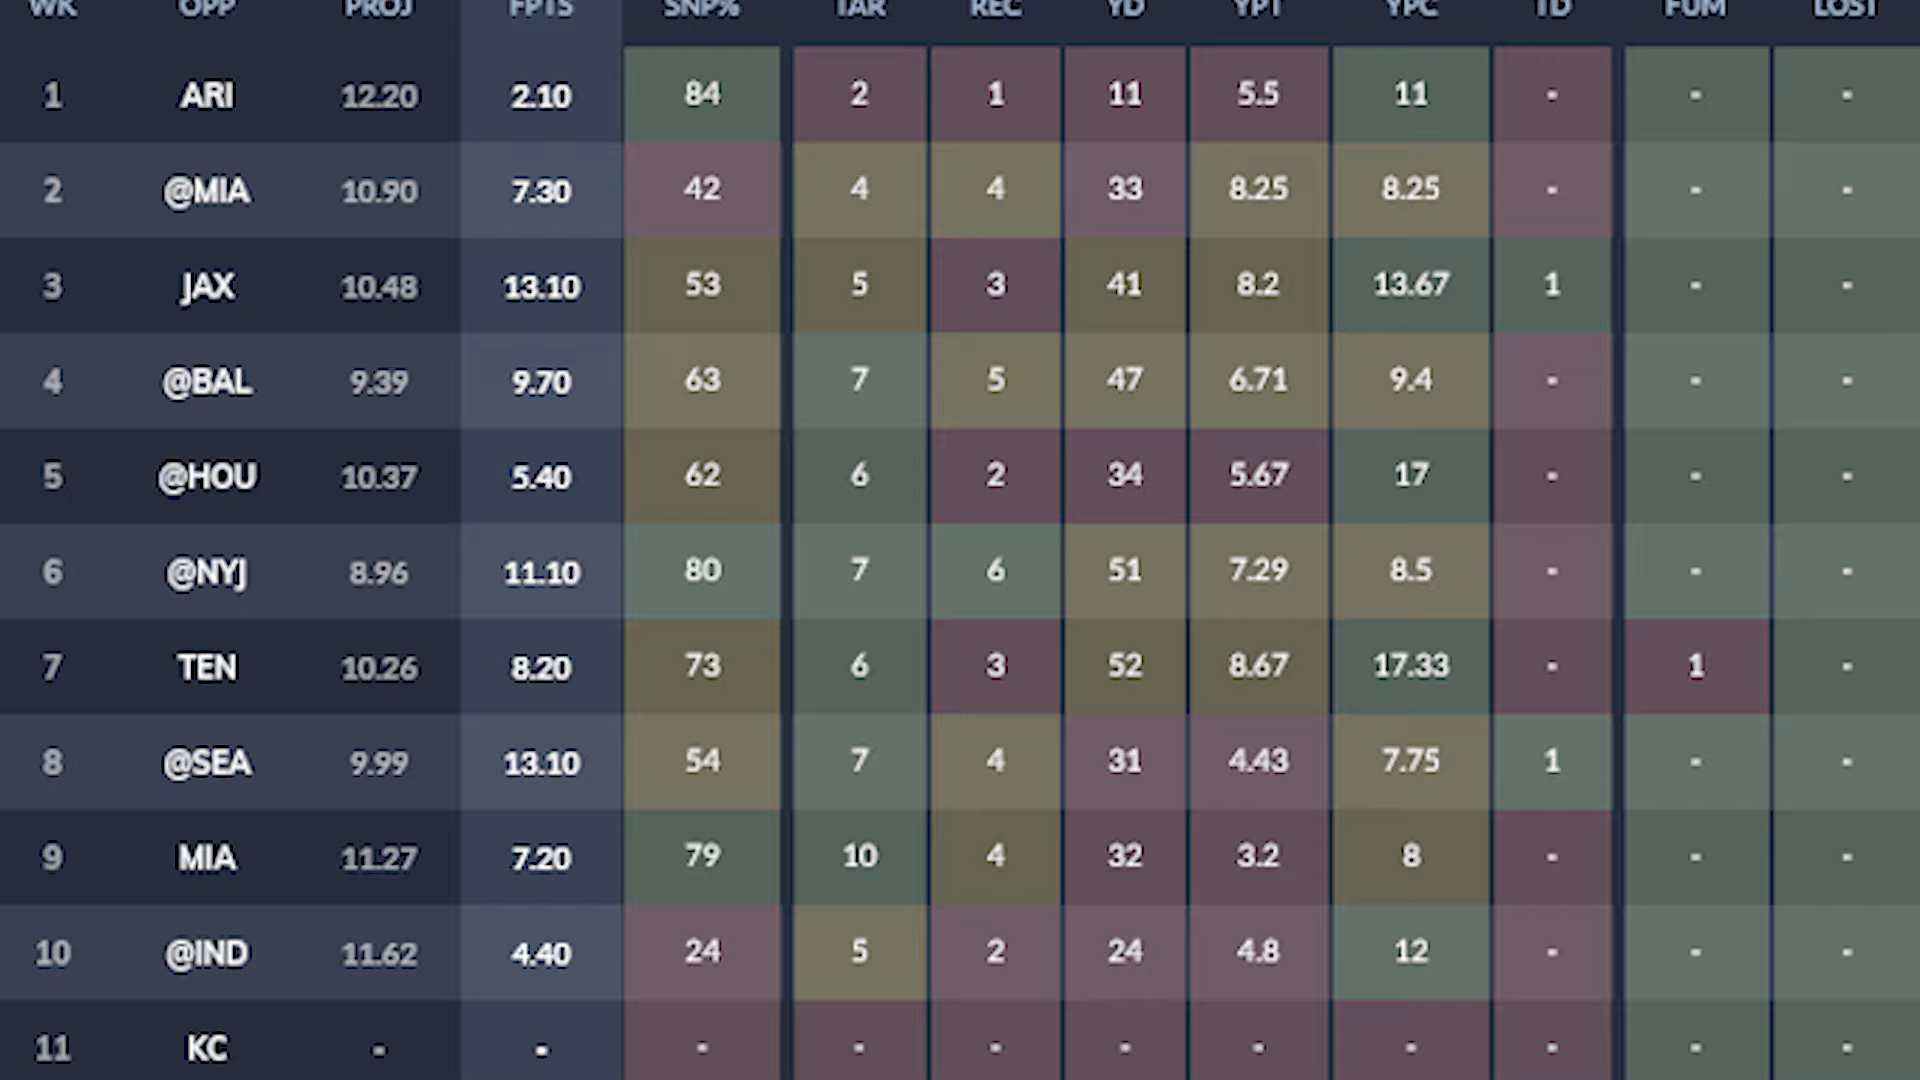 WK OPP PROJ FPTS SNP% TAR REC YD YPT YPC TD FUM LOST
1 ARI 12.20 2.10 84 2 1 11 5.5 11 - - -
2 @MIA 10.90 7.30 42 4 4 33 8.25 8.25 - - -
3 JAX 10.48 13.10 53 5 3 41 8.2 13.67 1 - -
4 @BAL 9.39 9.70 63 7 5 47 6.71 9.4 - - -
5 @HOU 10.37 5.40 62 6 2 34 5.67 17 - - -
6 @NYJ 8.96 11.10 80 7 6 51 7.29 8.5 - - -
7 TEN 10.26 8.20 73 6 3 52 8.67 17.33 - 1 -
8 @SEA 9.99 13.10 54 7 4 31 4.43 7.75 1 - -
9 MIA 11.27 7.20 79 10 4 32 3.2 8 - - -
10 @IND 11.62 4.40 24 5 2 24 4.8 12 - - -
11 KC - - - - - - - - - - -